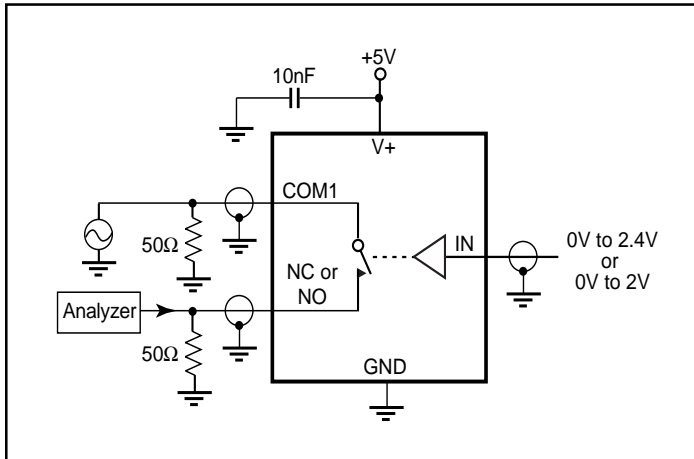 +5V
10nF
V+
COM1
50Ω
IN
0V to 2.4V
or
0V to 2V
NC or
NO
Analyzer
50Ω
GND